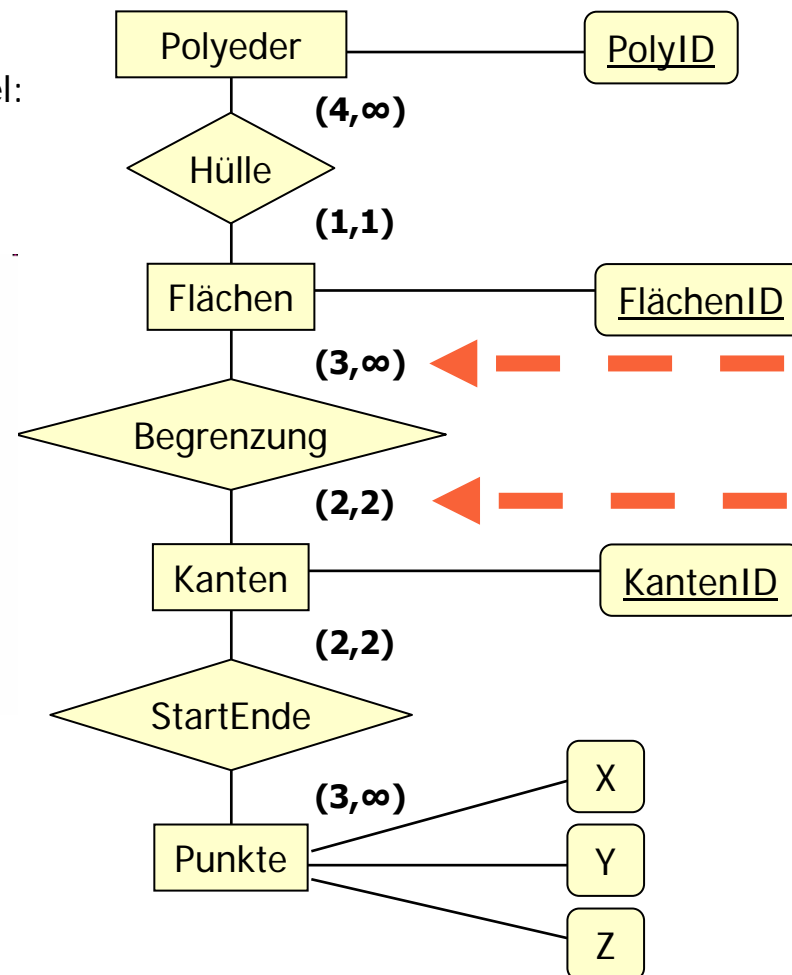 Polyeder PolyID
el:
(4,∞)
Hülle
(1,1)
Flächen FlächenID
(3,∞)
Begrenzung
(2,2)
Kanten KantenID
(2,2)
StartEnde
X
(3,∞)
Punkte Y
Z